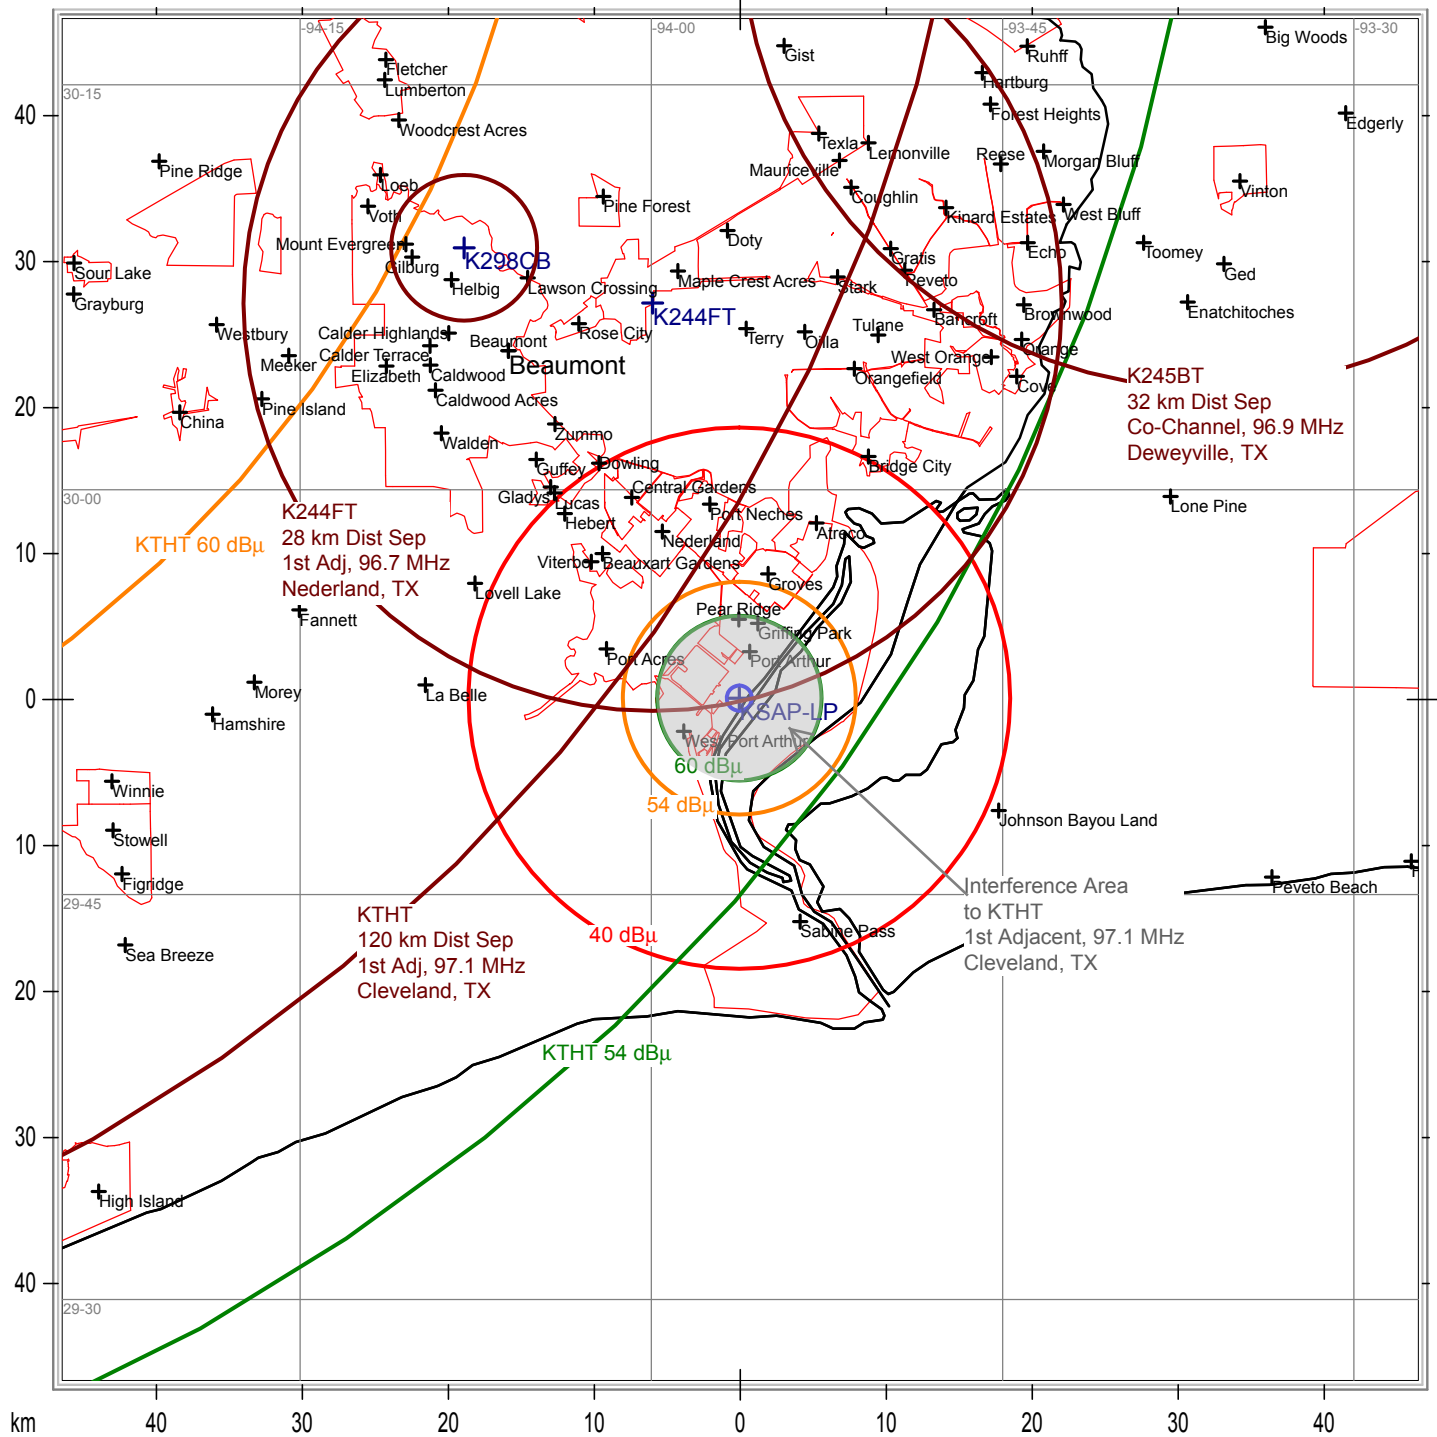 -94-15
-94-00
-93-45
-93-30
Big Woods
Gist
Ruhff
Fletcher
Hartburg
Lumberton
30-15
Forest Heights
40
Woodcrest Acres
Edgerly
Texla
Lemonville
Reese
Morgan Bluff
Pine Ridge
Mauriceville
Loeb
Vinton
Coughlin
Pine Forest
Voth
Kinard Estates
West Bluff
Mount Evergreen
Doty
Echo
Toomey
30
K298CB
Gilburg
Gratis
Sour Lake
Ged
Helbig
Lawson Crossing
Maple Crest Acres
Stark
Peveto
Grayburg
K244FT
Bancroft
Brownwood
Enatchitoches
Westbury
Calder Highlands
Beaumont
Rose City
Terry
Oilla
Tulane
Orange
Meeker
Calder Terrace
Beaumont
West Orange
Elizabeth
Caldwood
Orangefield
Cove
K245BT
32 km Dist Sep
Co-Channel, 96.9 MHz
Deweyville, TX
20
Pine Island
Caldwood Acres
China
Walden
Zummo
Guffey
Dowling
Bridge City
30-00
Gladys
Central Gardens
Lucas
Port Neches
Lone Pine
K244FT
28 km Dist Sep
1st Adj, 96.7 MHz
Nederland, TX
Hebert
Nederland
Atreco
KTHT 60 dBµ
10
Viterbo
Beauxart Gardens
Groves
Lovell Lake
Fannett
Pear Ridge
Griffing Park
Port Acres
Port Arthur
Morey
La Belle
0
KSAP-LP
Hamshire
West Port Arthur
60 dBµ
Winnie
54 dBµ
Johnson Bayou Land
10
Stowell
Figridge
Peveto Beach
29-45
Interference Area
to KTHT
1st Adjacent, 97.1 MHz
Cleveland, TX
KTHT
120 km Dist Sep
1st Adj, 97.1 MHz
Cleveland, TX
40 dBµ
Sabine Pass
Sea Breeze
20
KTHT 54 dBµ
30
High Island
40
29-30
km
40
30
20
10
0
10
20
30
40